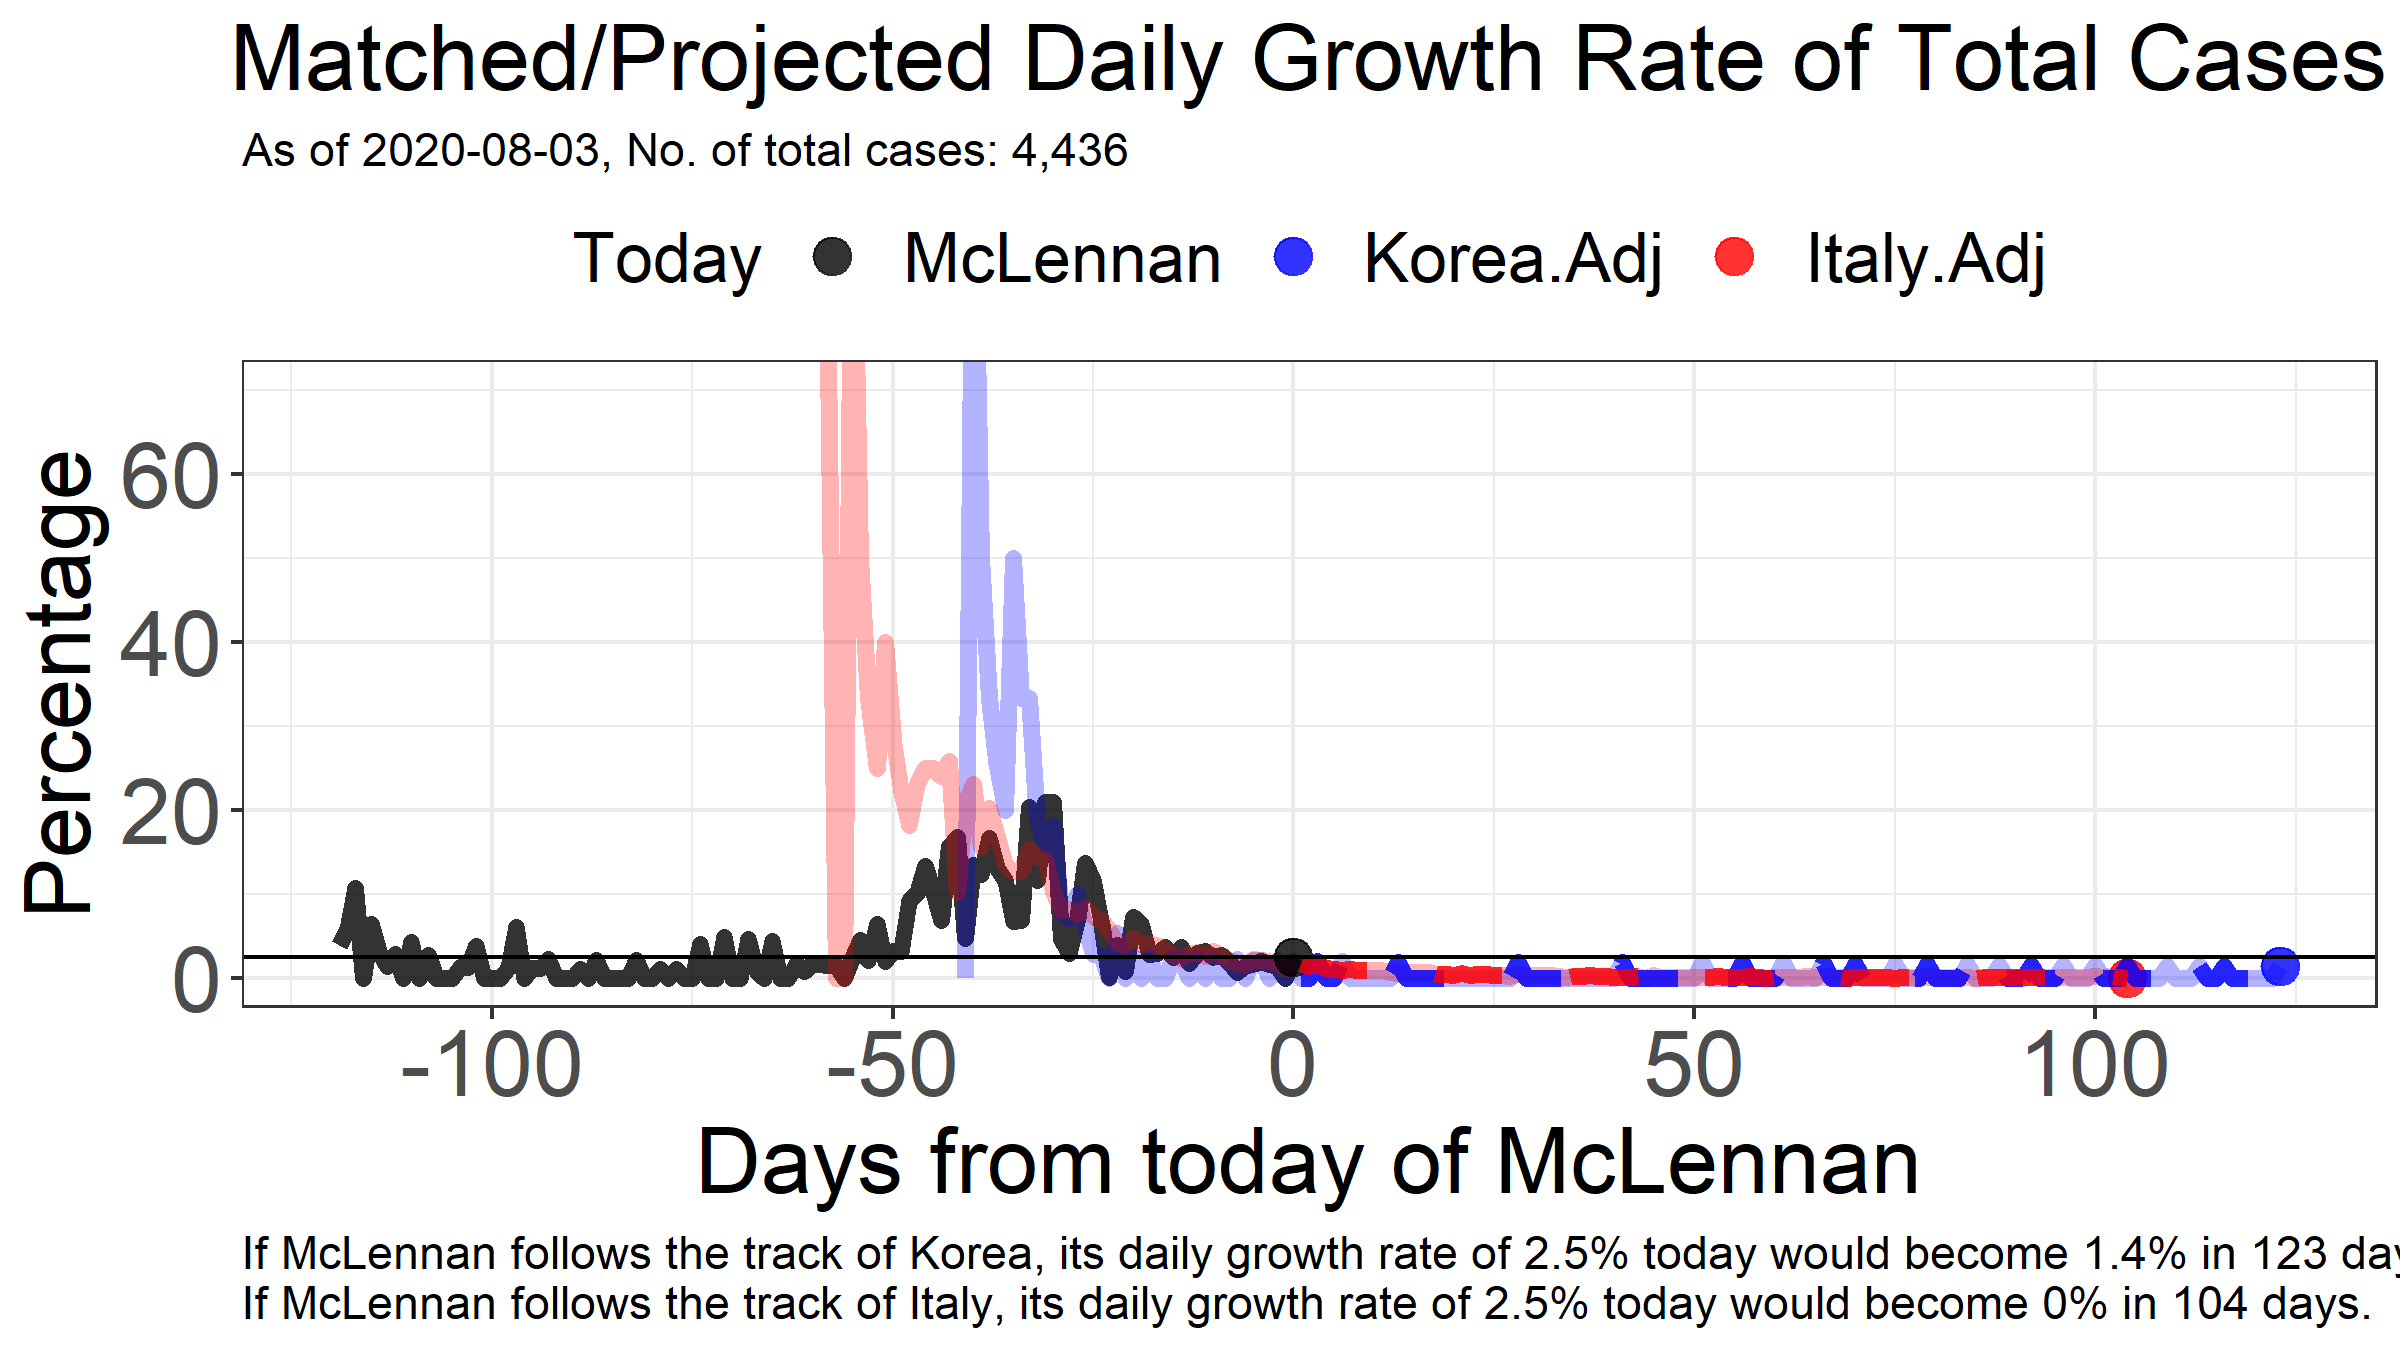 Matched/Projected Daily Growth Rate of Total Cases
As of 2020-08-03, No. of total cases: 4,436
Today McLennan Korea.Adj Italy.Adj
Percentage
60
40
20
0
-100 -50 0 50 100
Days from today of McLennan
If McLennan follows the track of Korea, its daily growth rate of 2.5% today would become 1.4% in 123 day
If McLennan follows the track of Italy, its daily growth rate of 2.5% today would become 0% in 104 days.